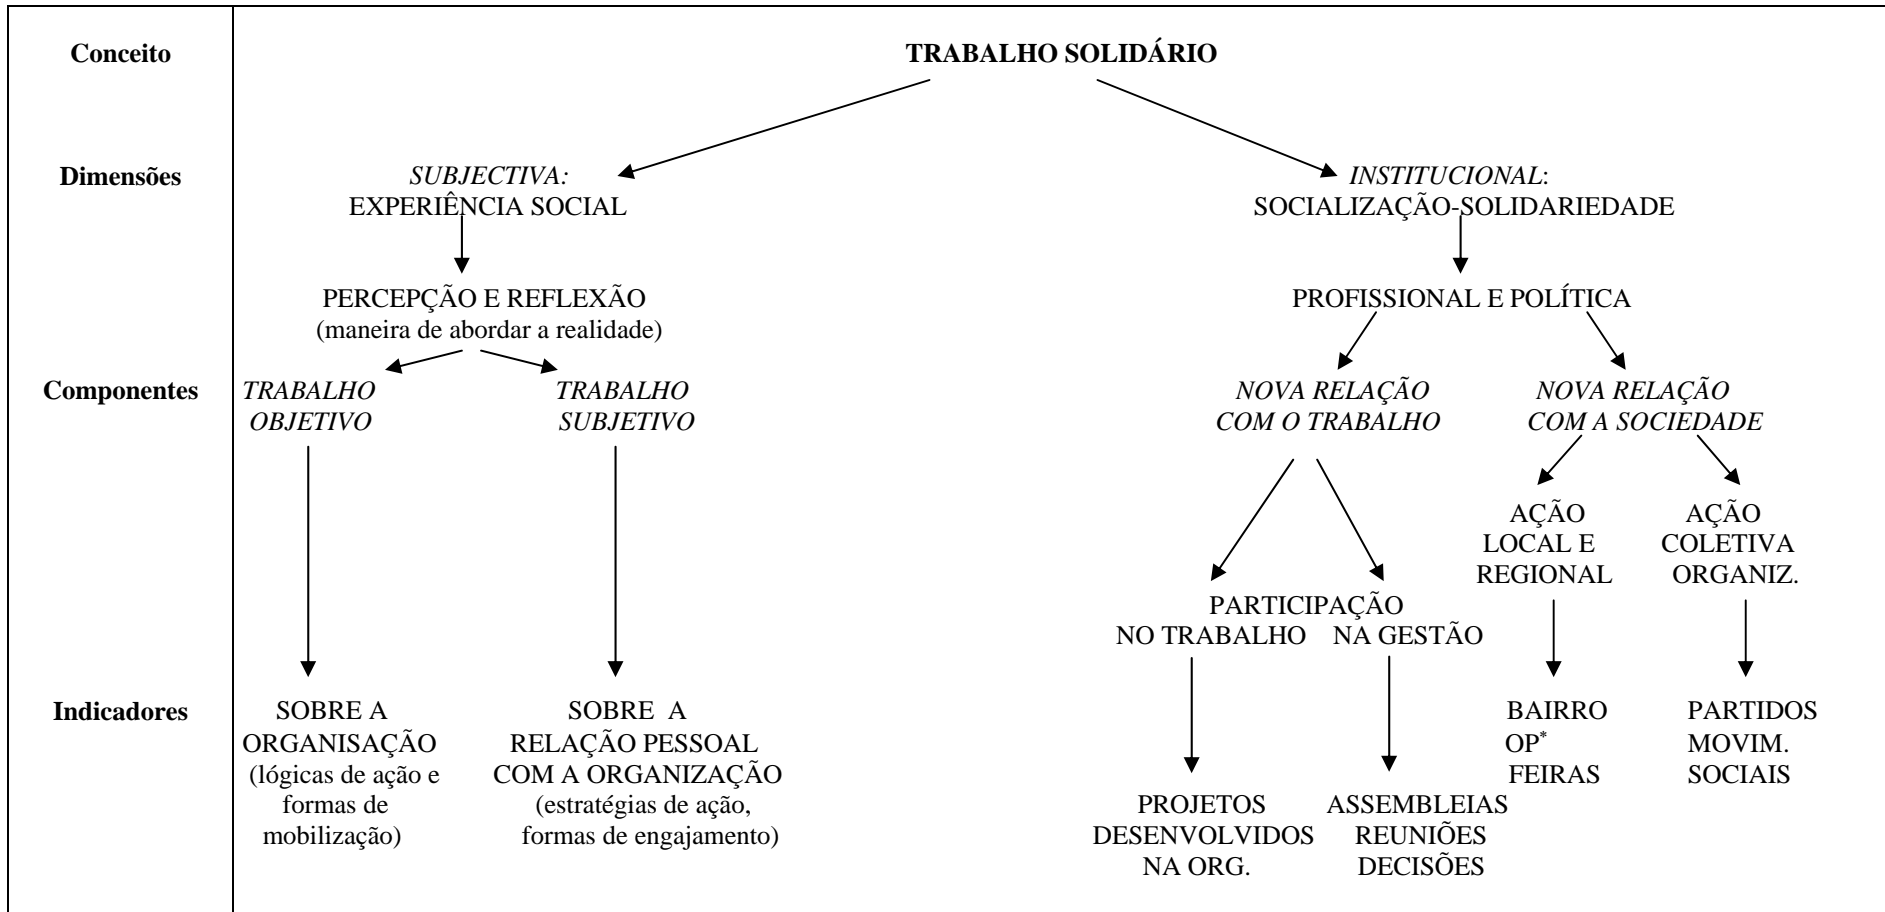 Conceito
TRABALHO SOLIDÁRIO
Dimensões
SUBJECTIVA:
EXPERIÊNCIA SOCIAL
INSTITUCIONAL:
SOCIALIZAÇÃO-SOLIDARIEDADE
PERCEPÇÃO E REFLEXÃO
(maneira de abordar a realidade)
PROFISSIONAL E POLÍTICA
Componentes
TRABALHO
OBJETIVO
TRABALHO
SUBJETIVO
NOVA RELAÇÃO
COM O TRABALHO
NOVA RELAÇÃO
COM A SOCIEDADE
AÇÃO
LOCAL E
REGIONAL
AÇÃO
COLETIVA
ORGANIZ.
PARTICIPAÇÃO
NO TRABALHO NA GESTÃO
Indicadores
SOBRE A
ORGANISAÇÃO
(lógicas de ação e
formas de
mobilização)
SOBRE A
RELAÇÃO PESSOAL
COM A ORGANIZAÇÃO
(estratégias de ação,
formas de engajamento)
PROJETOS
DESENVOLVIDOS
NA ORG.
ASSEMBLEIAS
REUNIÕES
DECISÕES
BAIRRO
OP*
FEIRAS
PARTIDOS
MOVIM.
SOCIAIS